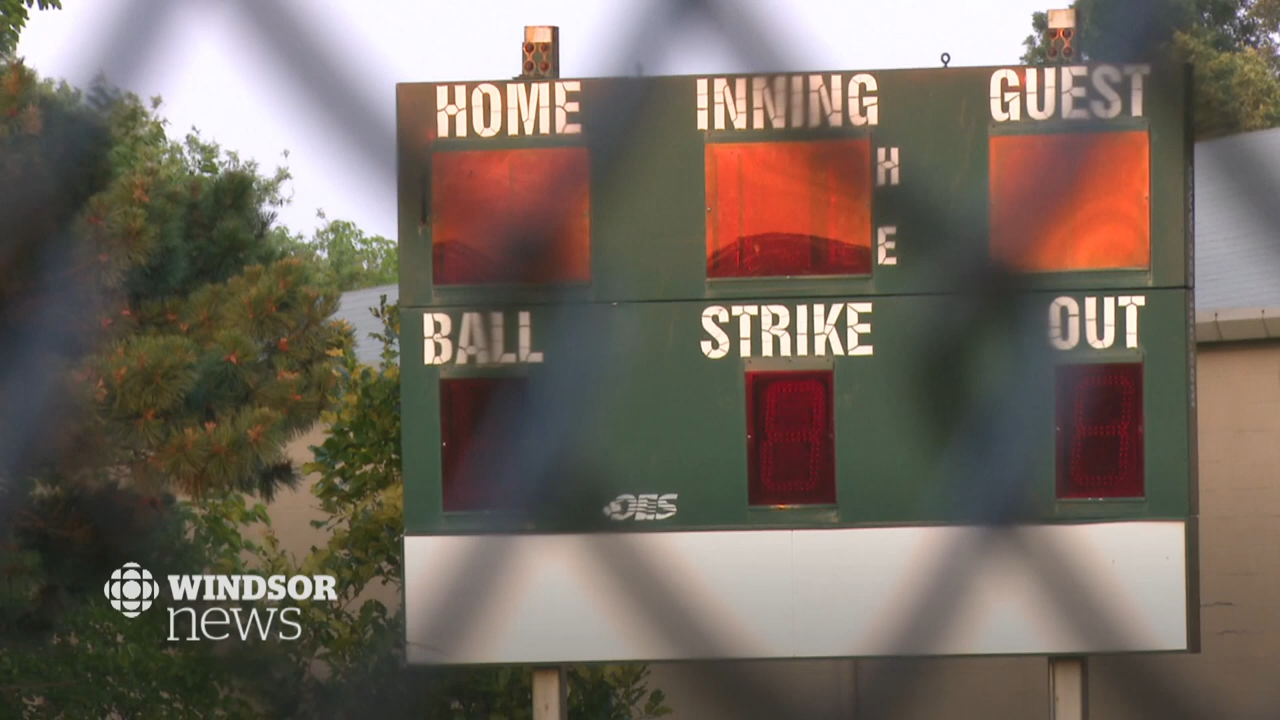 HOME INNING GUEST
H
E
BALL STRIKE OUT
OES
WINDSOR
news